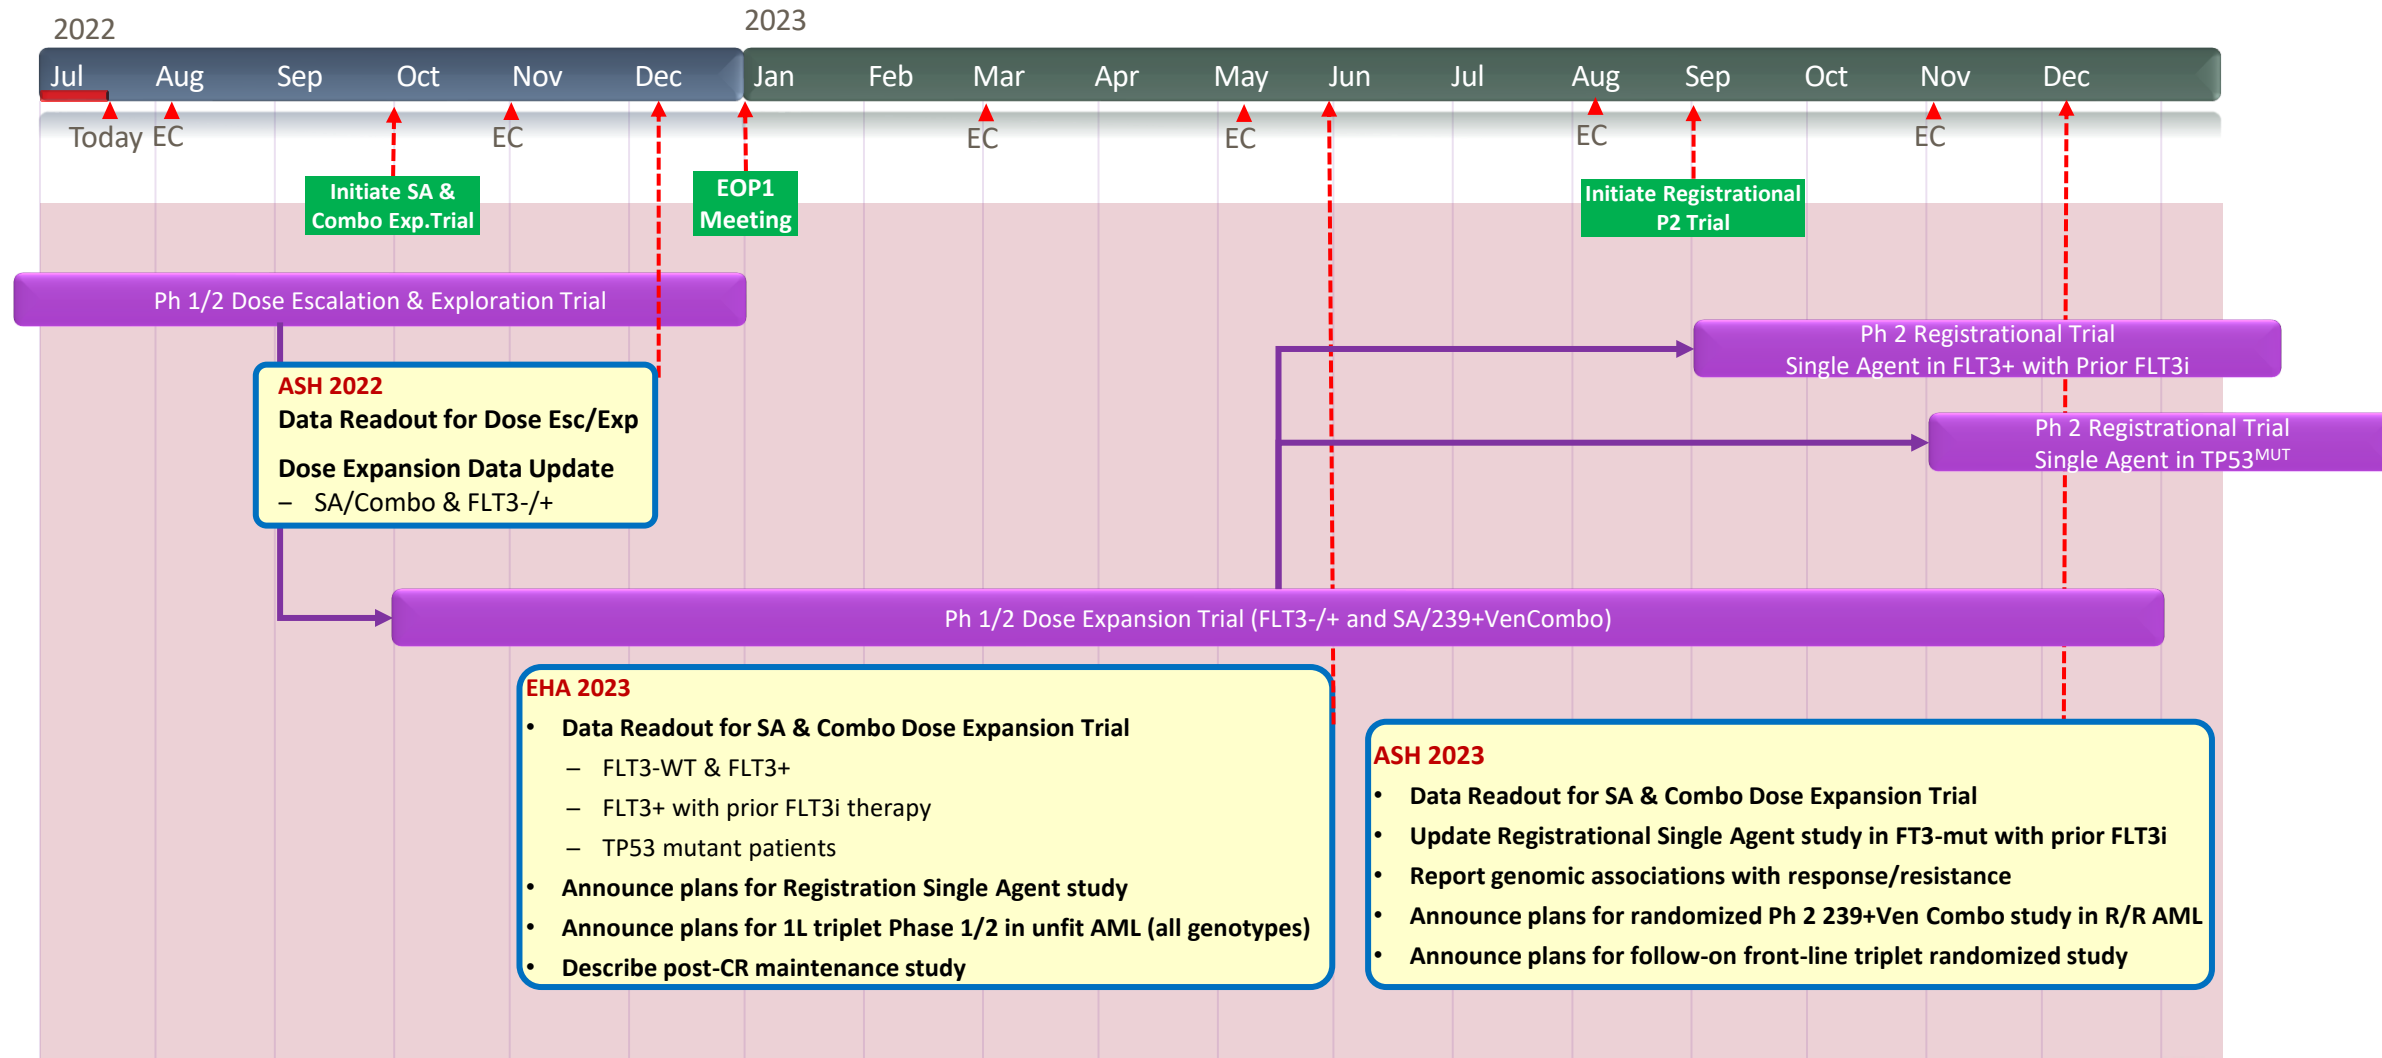 2022
2023
Jul Aug Sep Oct Nov Dec Jan Feb Mar Apr May Jun Jul Aug Sep Oct Nov Dec
Today EC EC EC EC EC EC
Initiate SA &
Combo Exp.Trial
EOP1
Meeting
Initiate Registrational
P2 Trial
Ph 1/2 Dose Escalation & Exploration Trial
Ph 2 Registrational Trial
Single Agent in FLT3+ with Prior FLT3i
ASH 2022
Data Readout for Dose Esc/Exp
Dose Expansion Data Update
– SA/Combo & FLT3-/+
Ph 2 Registrational Trial
Single Agent in TP53MUT
Ph 1/2 Dose Expansion Trial (FLT3-/+ and SA/239+VenCombo)
EHA 2023
• Data Readout for SA & Combo Dose Expansion Trial
– FLT3-WT & FLT3+
– FLT3+ with prior FLT3i therapy
– TP53 mutant patients
• Announce plans for Registration Single Agent study
• Announce plans for 1L triplet Phase 1/2 in unfit AML (all genotypes)
• Describe post-CR maintenance study
ASH 2023
• Data Readout for SA & Combo Dose Expansion Trial
• Update Registrational Single Agent study in FT3-mut with prior FLT3i
• Report genomic associations with response/resistance
• Announce plans for randomized Ph 2 239+Ven Combo study in R/R AML
• Announce plans for follow-on front-line triplet randomized study